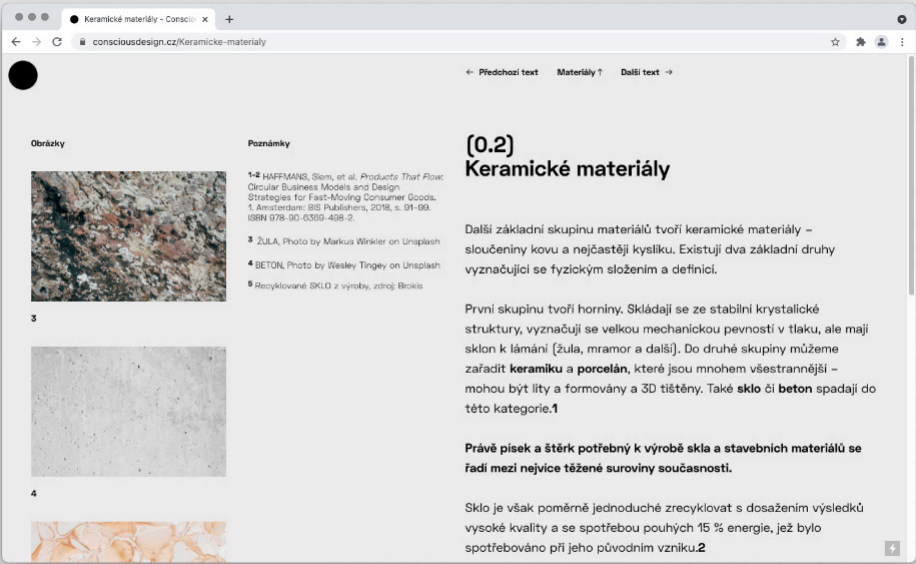 Keramické materiály – Conscio
consciousdesign.cz/Keramicke-materialy
← Předchozí text Materiály ↑ Další text →
Obrázky
3
4
Poznámky
1–2 HAFFMANS, Siem, et al. Products That Flow:
Circular Business Models and Design
Strategies for Fast-Moving Consumer Goods.
1. Amsterdam: BIS Publishers, 2018, s. 91-99.
ISBN 978-90-6369-498-2.
3 ŽULA, Photo by Markus Winkler on Unsplash
4 BETON, Photo by Wesley Tingey on Unsplash
5 Recyklované SKLO z výroby, zdroj: Brokis
(0.2)
Keramické materiály
Další základní skupinu materiálů tvoří keramické materiály –
sloučeniny kovu a nejčastěji kyslíku. Existují dva základní druhy
vyznačující se fyzickým složením a definicí.
První skupinu tvoří horniny. Skládají se ze stabilní krystalické
struktury, vyznačují se velkou mechanickou pevností v tlaku, ale mají
sklon k lámání (žula, mramor a další). Do druhé skupiny můžeme
zařadit keramiku a porcelán, které jsou mnohem všestrannější –
mohou být lity a formovány a 3D tištěny. Také sklo či beton spadají do
této kategorie.1
Právě písek a štěrk potřebný k výrobě skla a stavebních materiálů se
řadí mezi nejvíce těžené suroviny současnosti.
Sklo je však poměrně jednoduché zrecyklovat s dosažením výsledků
vysoké kvality a se spotřebou pouhých 15 % energie, jež bylo
spotřebováno při jeho původním vzniku.2